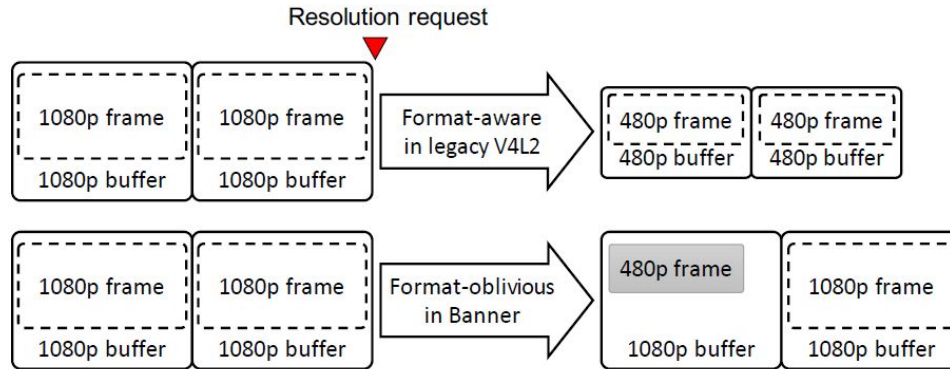 Resolution request
1080p frame 1080p frame
Format-aware
in legacy V4L2
480p frame 480p frame
1080p buffer 1080p buffer
480p buffer 480p buffer
1080p frame 1080p frame
Format-oblivious
in Banner
480p frame
1080p frame
1080p buffer 1080p buffer
1080p buffer 1080p buffer